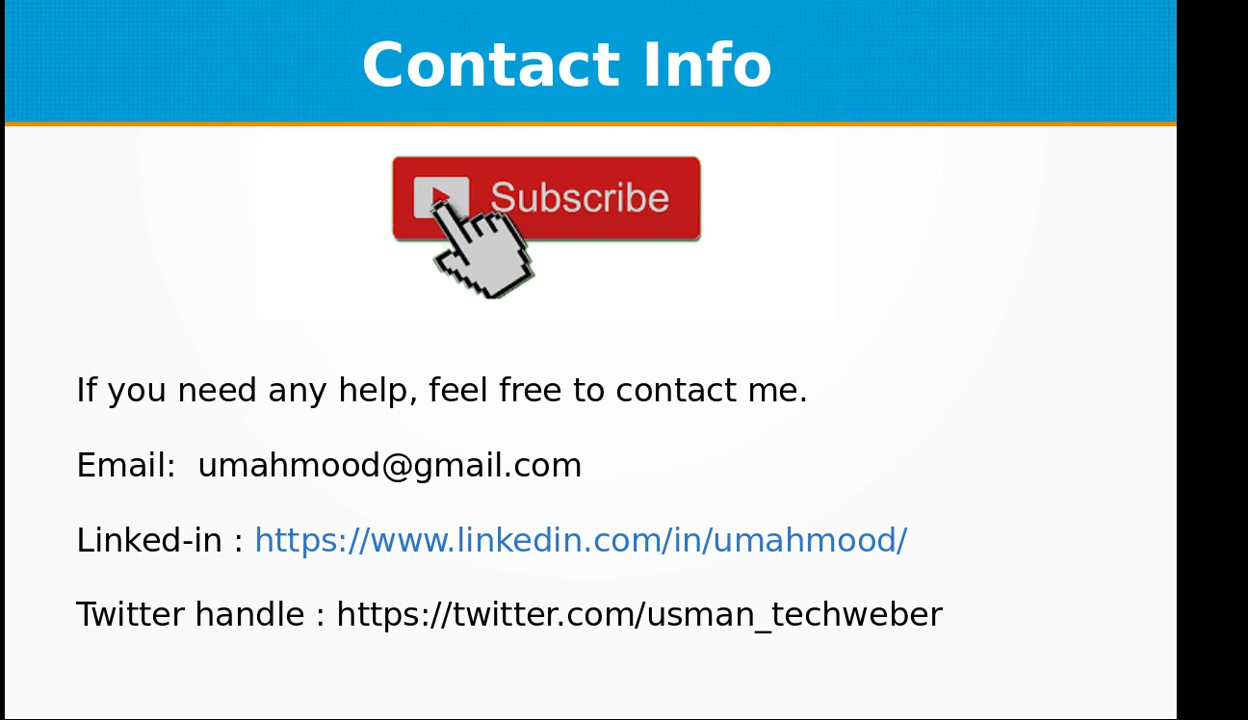 Contact Info
Subscribe
If you need any help, feel free to contact me.
Email:  umahmood@gmail.com
Linked-in : https://www.linkedin.com/in/umahmood/
Twitter handle : https://twitter.com/usman_techweber